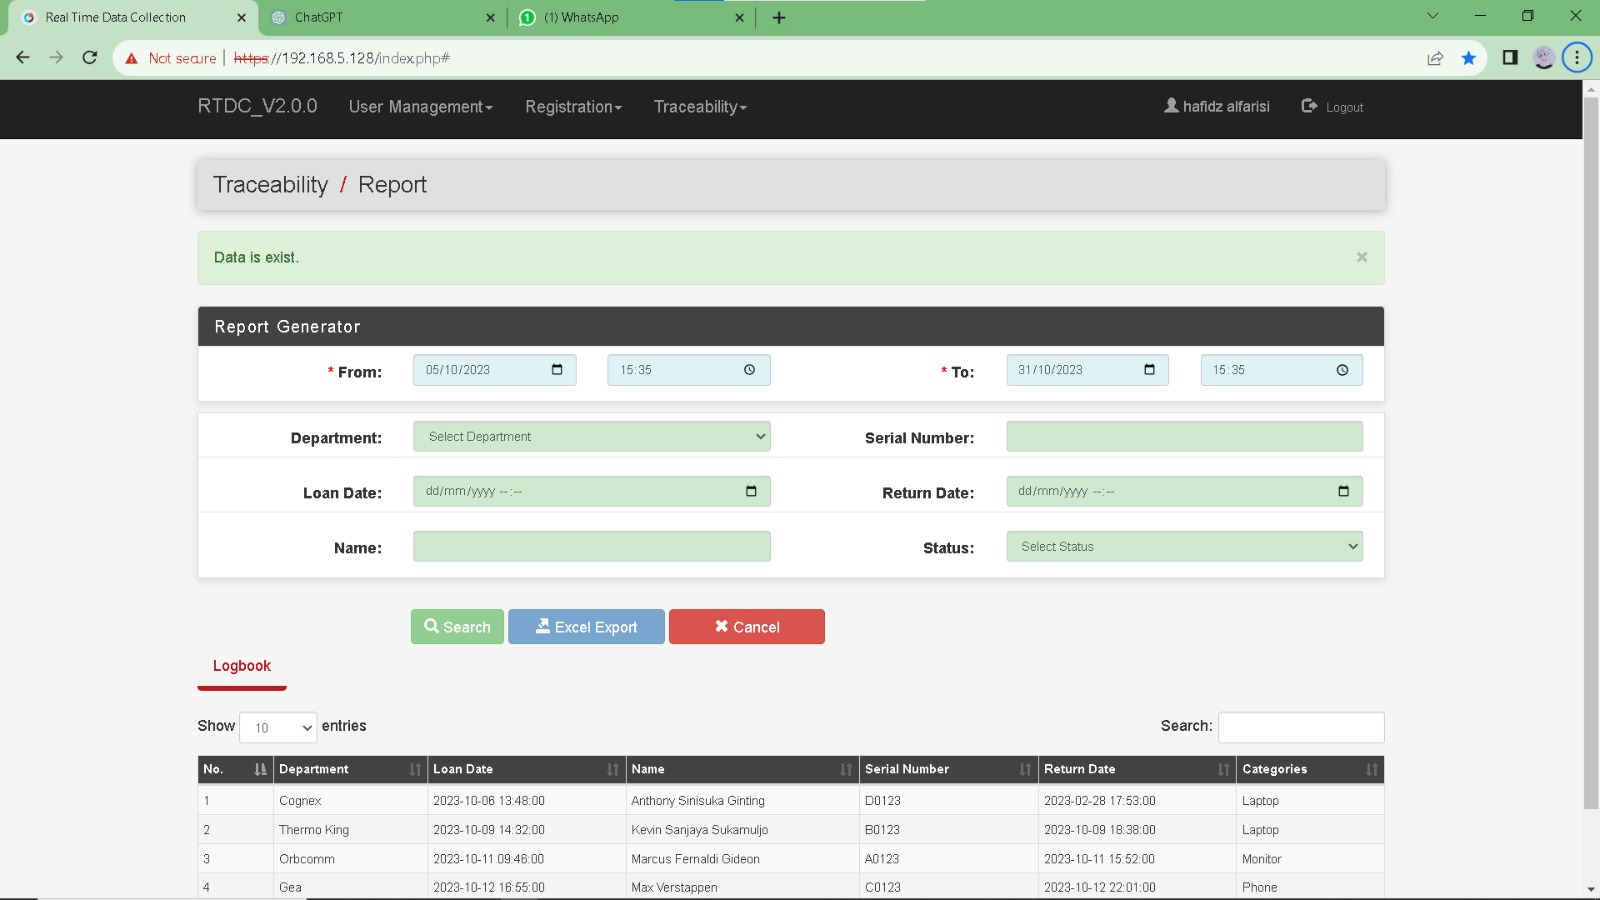 Real Time Data Collection
ChatGPT
(1) WhatsApp
Not secure https://192.168.5.128/index.php#
RTDC_V2.0.0 User Management Registration Traceability hafidz alfarisi Logout
Traceability / Report
Data is exist.
Report Generator
* From: 05/10/2023 15:35 * To: 31/10/2023 15:35
Department: Select Department Serial Number:
Loan Date: dd/mm/yyyy --:-- Return Date: dd/mm/yyyy --:--
Name: Status: Select Status
Search Excel Export Cancel
Logbook
Show 10 entries Search:
No. Department Loan Date Name Serial Number Return Date Categories
1 Cognex 2023-10-06 13:48:00 Anthony Sinisuka Ginting D0123 2023-02-28 17:53:00 Laptop
2 Thermo King 2023-10-09 14:32:00 Kevin Sanjaya Sukamuljo B0123 2023-10-09 18:38:00 Laptop
3 Orbcomm 2023-10-11 09:46:00 Marcus Fernaldi Gideon A0123 2023-10-11 15:52:00 Monitor
4 Gea 2023-10-12 16:55:00 Max Verstappen C0123 2023-10-12 22:01:00 Phone